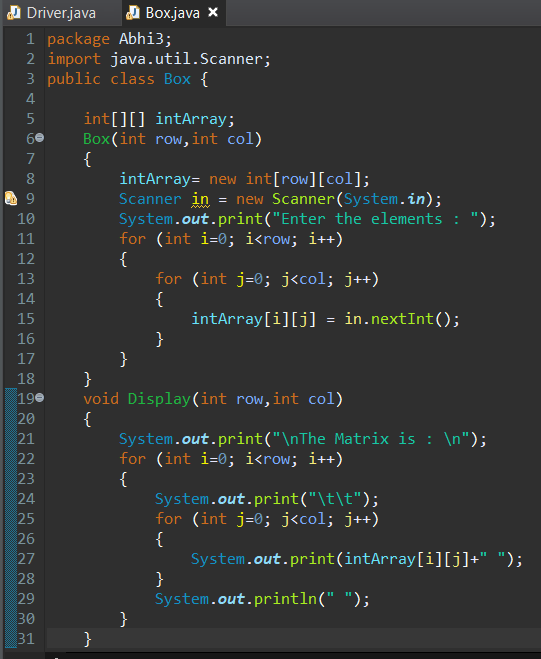 Driver.java Box.java
1 package Abhi3;
2 import java.util.Scanner;
3 public class Box {
4
5     int[][] intArray;
6     Box(int row,int col)
7     {
8         intArray= new int[row][col];
9         Scanner in = new Scanner(System.in);
10         System.out.print("Enter the elements : ");
11         for (int i=0; i<row; i++)
12         {
13             for (int j=0; j<col; j++)
14             {
15                 intArray[i][j] = in.nextInt();
16             }
17         }
18     }
19     void Display(int row,int col)
20     {
21         System.out.print("\nThe Matrix is : \n");
22         for (int i=0; i<row; i++)
23         {
24             System.out.print("\t\t");
25             for (int j=0; j<col; j++)
26             {
27                 System.out.print(intArray[i][j]+" ");
28             }
29             System.out.println(" ");
30         }
31     }